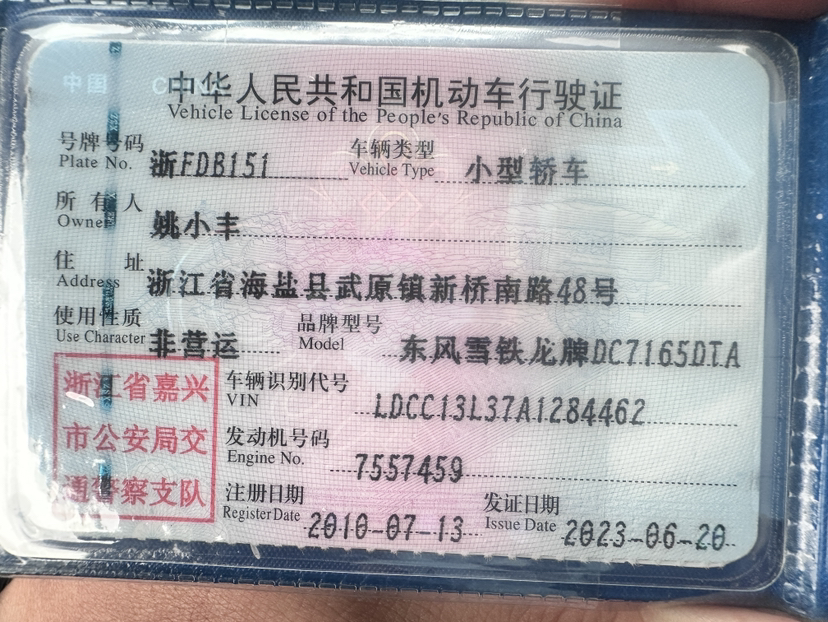 中国 CHINA
中华人民共和国机动车行驶证
Vehicle License of the People's Republic of China
号牌号码 浙FDB151 车辆类型 小型轿车
Plate No. Vehicle Type
所有人 姚小丰
Owner
住址 浙江省海盐县武原镇新桥南路48号
Address
使用性质 非营运 品牌型号 东风雪铁龙牌DC7165DTA
Use Character Model
浙江省嘉兴
市公安局交
通警察支队
车辆识别代号 LDCC13L37A1284462
VIN
发动机号码 7557459
Engine No.
注册日期 2010-07-13 发证日期 2023-06-20
Register Date Issue Date